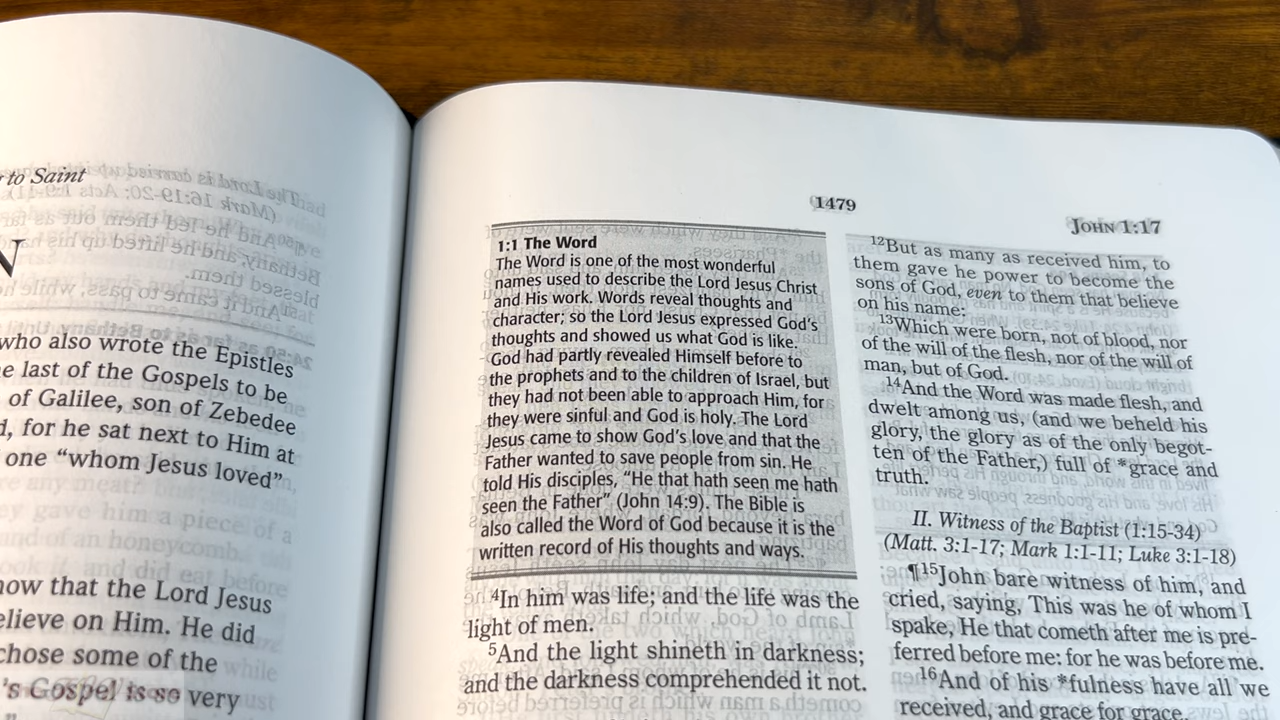 to Saint
N
who also wrote the Epistles
e last of the Gospels to be
of Galilee, son of Zebedee
d, for he sat next to Him at
one “whom Jesus loved”
now that the Lord Jesus
elieve on Him. He did
chose some of the
's Gospel is so very
1479
JOHN 1:17
1:1 The Word
The Word is one of the most wonderful
names used to describe the Lord Jesus Christ
and His work. Words reveal thoughts and
character; so the Lord Jesus expressed God's
thoughts and showed us what God is like.
God had partly revealed Himself before to
the prophets and to the children of Israel, but
they had not been able to approach Him, for
they were sinful and God is holy. The Lord
Jesus came to show God's love and that the
Father wanted to save people from sin. He
told His disciples, “He that hath seen me hath
seen the Father” (John 14:9). The Bible is
also called the Word of God because it is the
written record of His thoughts and ways.
4In him was life; and the life was the
light of men.
5And the light shineth in darkness;
and the darkness comprehended it not.
12But as many as received him, to
them gave he power to become the
sons of God, even to them that believe
on his name:
13Which were born, not of blood, nor
of the will of the flesh, nor of the will of
man, but of God.
14And the Word was made flesh, and
dwelt among us, (and we beheld his
glory, the glory as of the only begot-
ten of the Father,) full of *grace and
truth.
II. Witness of the Baptist (1:15-34)
(Matt. 3:1-17; Mark 1:1-11; Luke 3:1-18)
¶15John bare witness of him, and
cried, saying, This was he of whom I
spake, He that cometh after me is pre-
ferred before me: for he was before me.
16And of his *fulness have all we
received, and grace for grace.